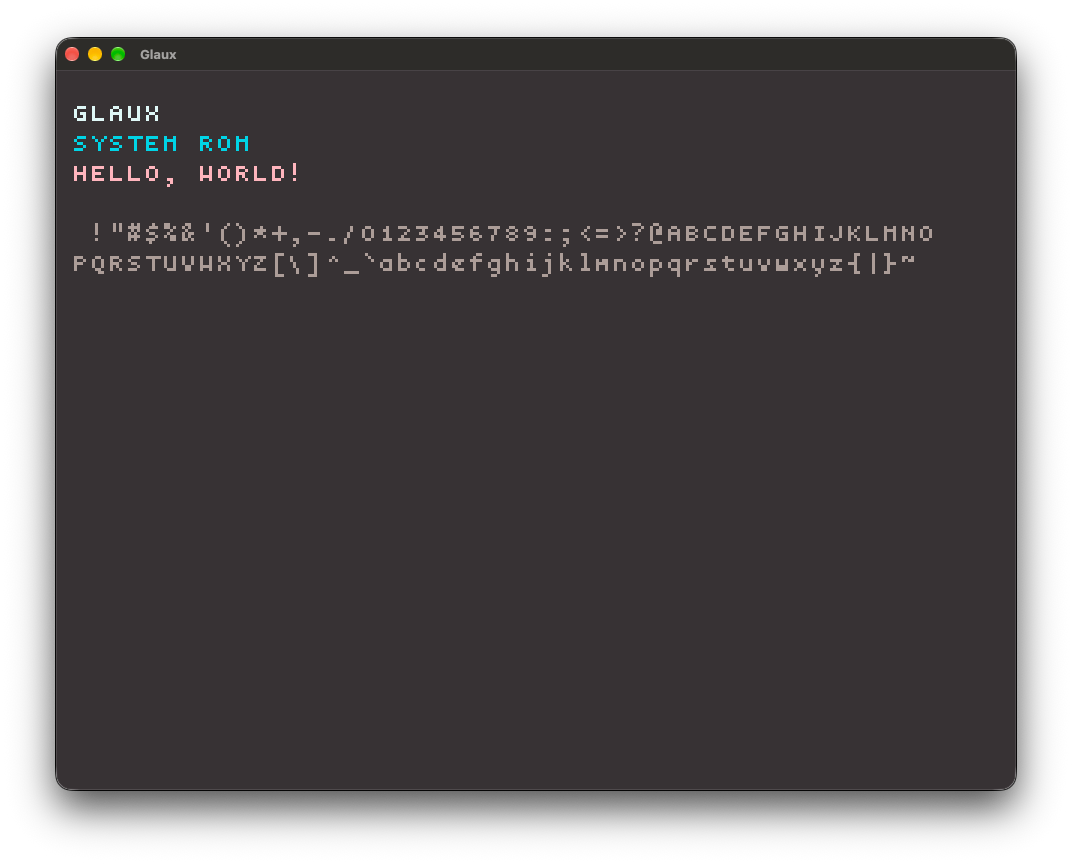 Glaux
GLAUX
SYSTEM ROM
HELLO, WORLD!
 !"#$%&'()*+,-./0123456789:;<=>?@ABCDEFGHIJKLMNO
PQRSTUVWXYZ[\]^_`abcdefghijklmnopqrstuvwxyz{|}~